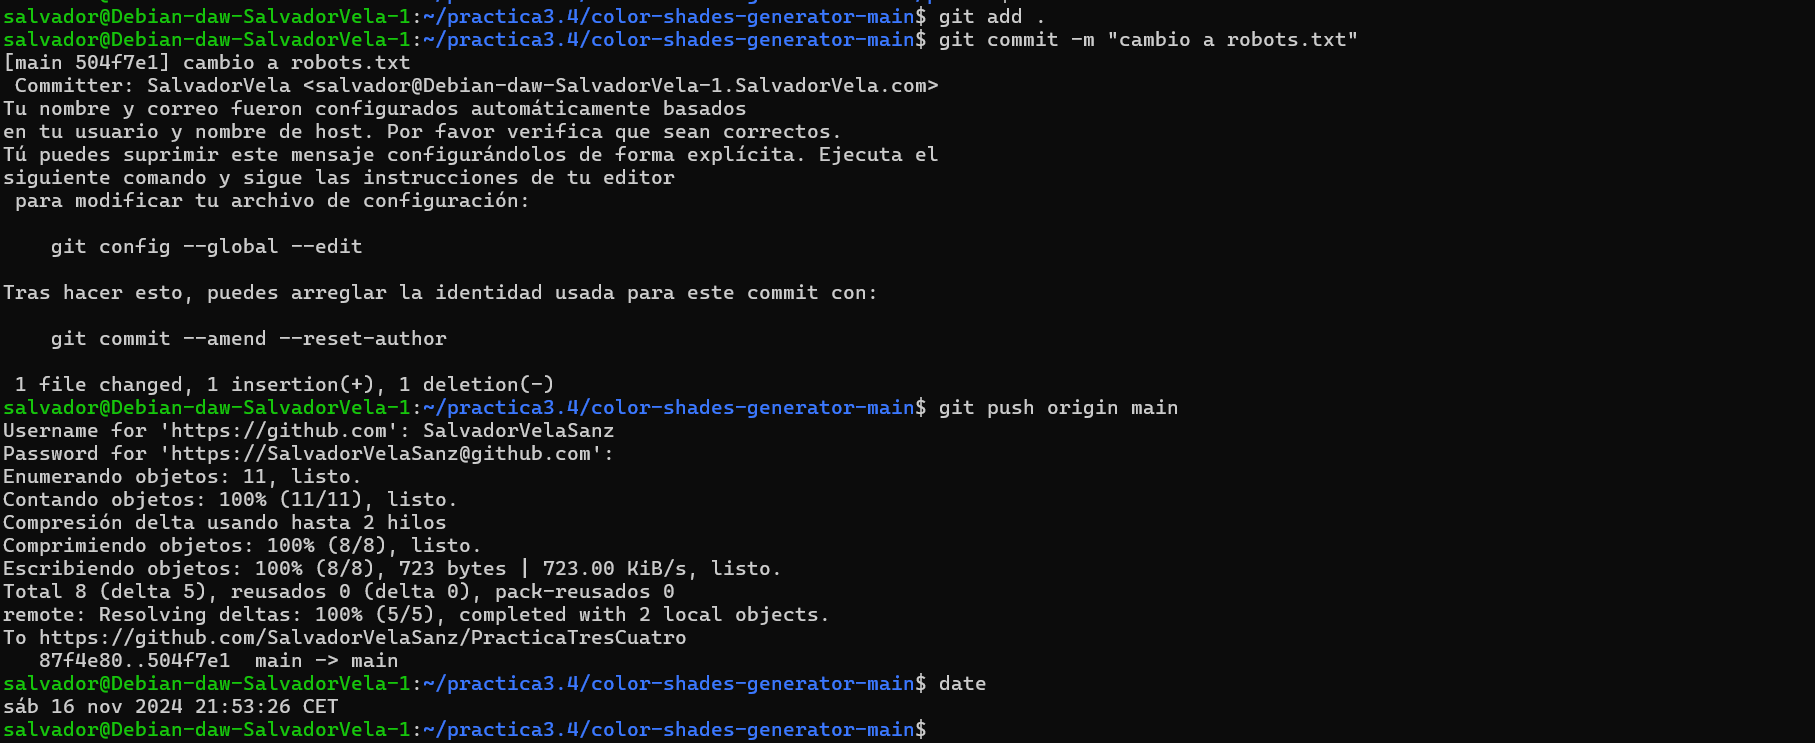 salvador@Debian-daw-SalvadorVela-1:~/practica3.4/color-shades-generator-main$ git add .
salvador@Debian-daw-SalvadorVela-1:~/practica3.4/color-shades-generator-main$ git commit -m "cambio a robots.txt"
[main 504f7e1] cambio a robots.txt
 Committer: SalvadorVela <salvador@Debian-daw-SalvadorVela-1.SalvadorVela.com>
Tu nombre y correo fueron configurados automáticamente basados
en tu usuario y nombre de host. Por favor verifica que sean correctos.
Tú puedes suprimir este mensaje configurándolos de forma explícita. Ejecuta el
siguiente comando y sigue las instrucciones de tu editor
 para modificar tu archivo de configuración:

    git config --global --edit

Tras hacer esto, puedes arreglar la identidad usada para este commit con:

    git commit --amend --reset-author

 1 file changed, 1 insertion(+), 1 deletion(-)
salvador@Debian-daw-SalvadorVela-1:~/practica3.4/color-shades-generator-main$ git push origin main
Username for 'https://github.com': SalvadorVelaSanz
Password for 'https://SalvadorVelaSanz@github.com':
Enumerando objetos: 11, listo.
Contando objetos: 100% (11/11), listo.
Compresión delta usando hasta 2 hilos
Comprimiendo objetos: 100% (8/8), listo.
Escribiendo objetos: 100% (8/8), 723 bytes | 723.00 KiB/s, listo.
Total 8 (delta 5), reusados 0 (delta 0), pack-reusados 0
remote: Resolving deltas: 100% (5/5), completed with 2 local objects.
To https://github.com/SalvadorVelaSanz/PracticaTresCuatro
   87f4e80..504f7e1  main -> main
salvador@Debian-daw-SalvadorVela-1:~/practica3.4/color-shades-generator-main$ date
sáb 16 nov 2024 21:53:26 CET
salvador@Debian-daw-SalvadorVela-1:~/practica3.4/color-shades-generator-main$